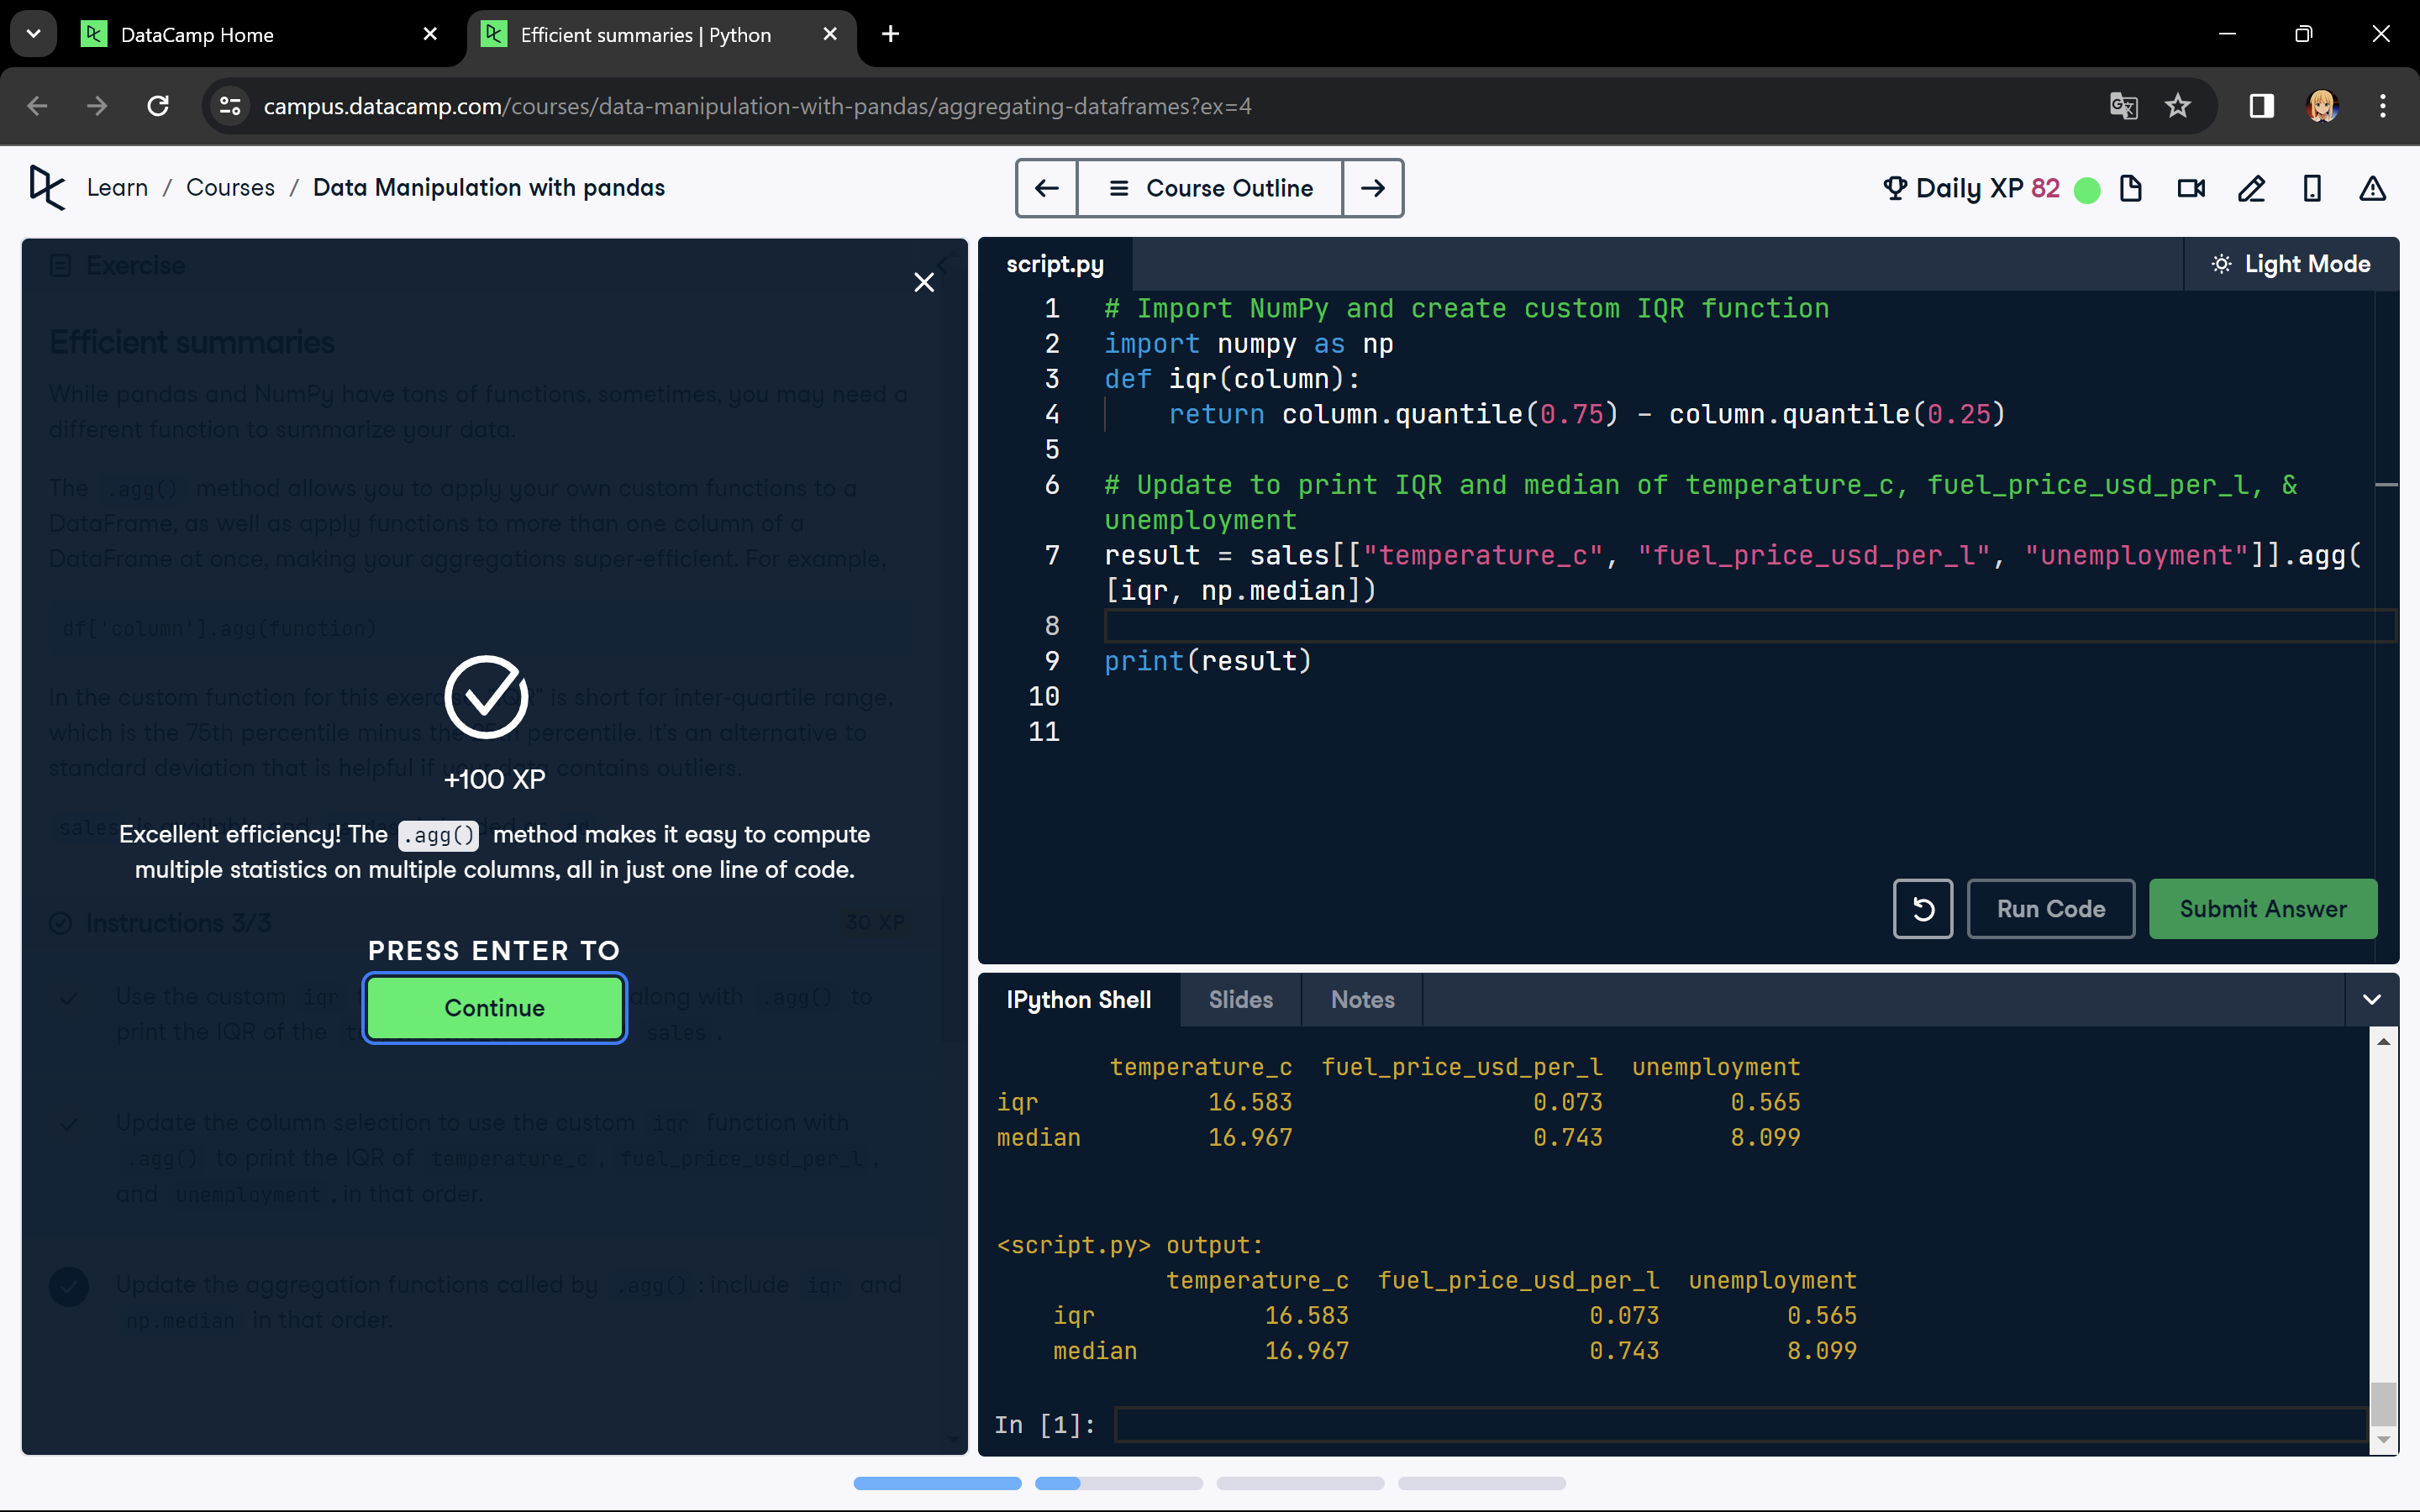 DataCamp Home
Efficient summaries | Python
campus.datacamp.com/courses/data-manipulation-with-pandas/aggregating-dataframes?ex=4
Learn / Courses / Data Manipulation with pandas
Course Outline
Daily XP 82
Exercise
Efficient summaries
While pandas and NumPy have tons of functions, sometimes, you may need a
different function to summarize your data.
The .agg() method allows you to apply your own custom functions to a
DataFrame, as well as apply functions to more than one column of a
DataFrame at once, making your aggregations super-efficient. For example,
df['column'].agg(function)
In the custom function for this exercise, "IQR" is short for inter-quartile range,
which is the 75th percentile minus the 25th percentile. It's an alternative to
standard deviation that is helpful if your data contains outliers.
sales
+100 XP
Excellent efficiency! The .agg() method makes it easy to compute
multiple statistics on multiple columns, all in just one line of code.
Instructions 3/3
30 XP
PRESS ENTER TO
Continue
Use the custom iqr along with .agg() to
print the IQR of the sales.
Update the column selection to use the custom iqr function with
.agg() to print the IQR of temperature_c, fuel_price_usd_per_l,
and unemployment, in that order.
Update the aggregation functions called by .agg(): include iqr and
np.median in that order.
script.py
Light Mode
1 # Import NumPy and create custom IQR function
2 import numpy as np
3 def iqr(column):
4 return column.quantile(0.75) - column.quantile(0.25)
5
6 # Update to print IQR and median of temperature_c, fuel_price_usd_per_l, &
unemployment
7 result = sales[["temperature_c", "fuel_price_usd_per_l", "unemployment"]].agg(
[iqr, np.median])
8
9 print(result)
10
11
Run Code
Submit Answer
IPython Shell
Slides
Notes
temperature_c fuel_price_usd_per_l unemployment
iqr 16.583 0.073 0.565
median 16.967 0.743 8.099
<script.py> output:
temperature_c fuel_price_usd_per_l unemployment
iqr 16.583 0.073 0.565
median 16.967 0.743 8.099
In [1]: